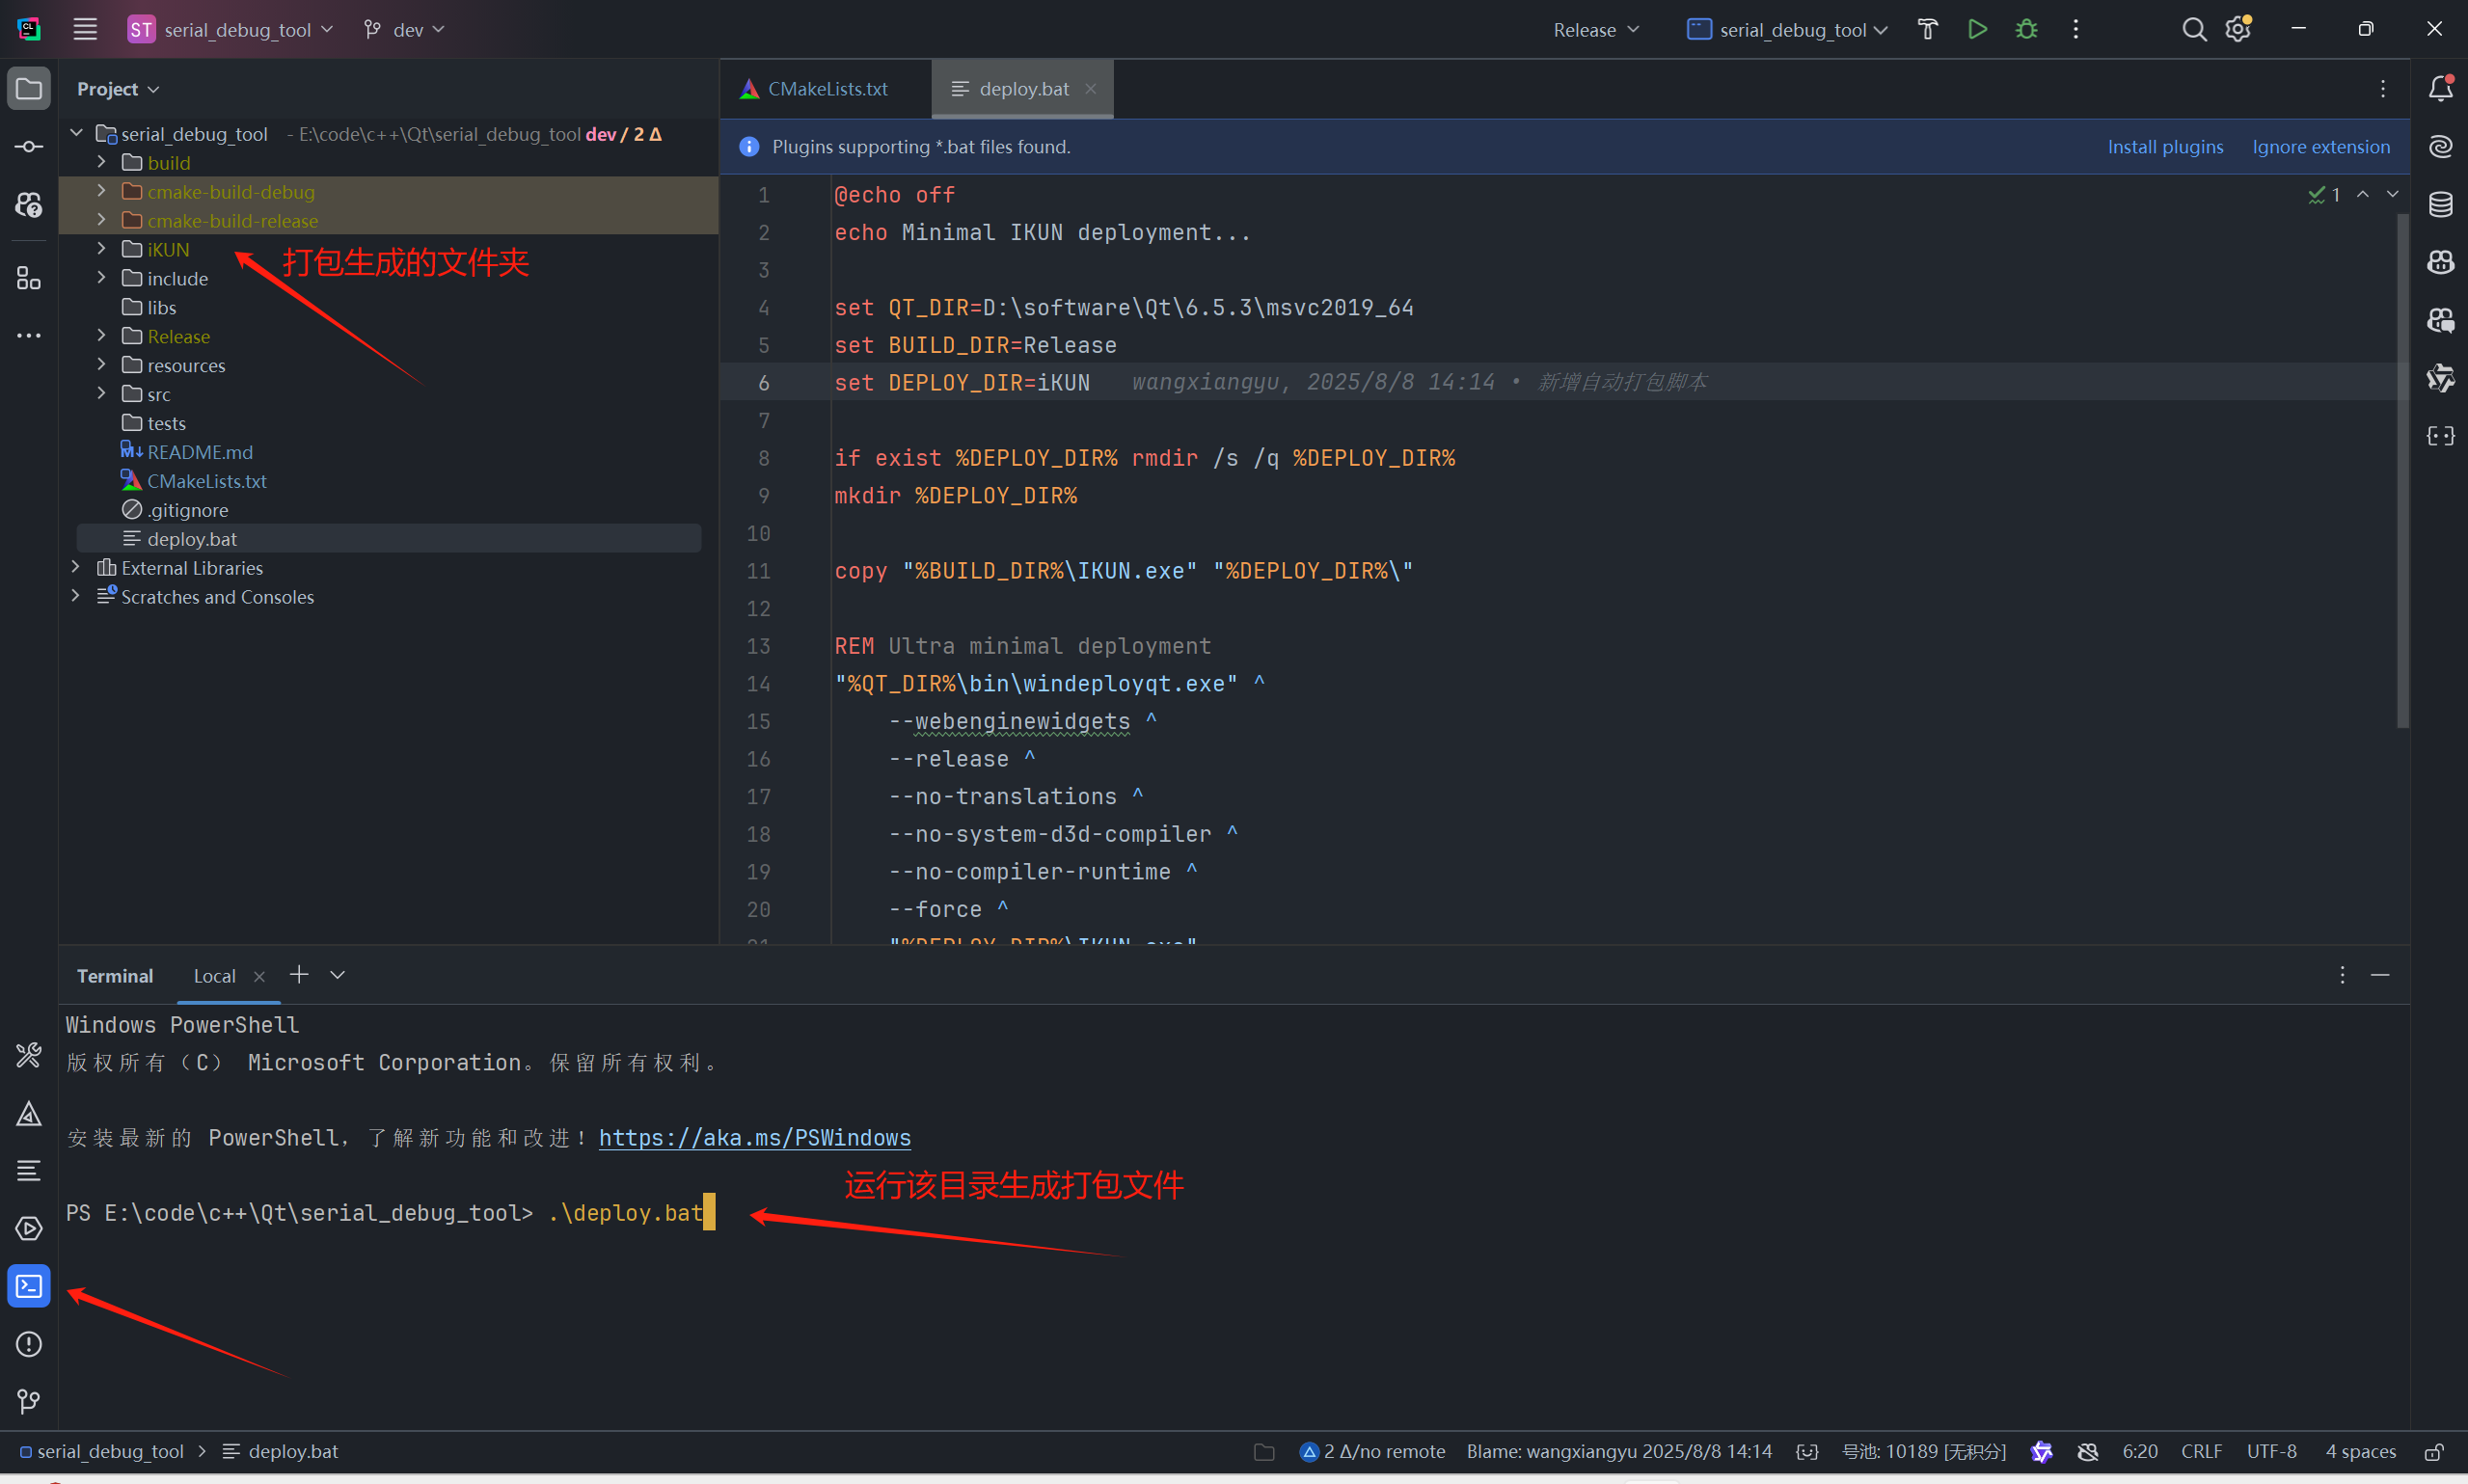 ST serial_debug_tool dev Release serial_debug_tool
Project
serial_debug_tool - E:\code\c++\Qt\serial_debug_tool dev / 2 Δ
build
cmake-build-debug
cmake-build-release
iKUN
打包生成的文件夹
include
libs
Release
resources
src
tests
README.md
CMakeLists.txt
.gitignore
deploy.bat
External Libraries
Scratches and Consoles
CMakeLists.txt deploy.bat
Plugins supporting *.bat files found. Install plugins Ignore extension
1 @echo off
2 echo Minimal IKUN deployment...
3
4 set QT_DIR=D:\software\Qt\6.5.3\msvc2019_64
5 set BUILD_DIR=Release
6 set DEPLOY_DIR=iKUN wangxiangyu, 2025/8/8 14:14 • 新增自动打包脚本
7
8 if exist %DEPLOY_DIR% rmdir /s /q %DEPLOY_DIR%
9 mkdir %DEPLOY_DIR%
10
11 copy "%BUILD_DIR%\IKUN.exe" "%DEPLOY_DIR%\"
12
13 REM Ultra minimal deployment
14 "%QT_DIR%\bin\windeployqt.exe" ^
15 --webenginewidgets ^
16 --release ^
17 --no-translations ^
18 --no-system-d3d-compiler ^
19 --no-compiler-runtime ^
20 --force ^
21 "%DEPLOY_DIR%\IKUN.exe"
1
Terminal Local
Windows PowerShell
版权所有（C） Microsoft Corporation。保留所有权利。
安装最新的 PowerShell，了解新功能和改进！https://aka.ms/PSWindows
运行该目录生成打包文件
PS E:\code\c++\Qt\serial_debug_tool> .\deploy.bat
serial_debug_tool > deploy.bat 2 Δ/no remote Blame: wangxiangyu 2025/8/8 14:14 号池: 10189 [无积分] 6:20 CRLF UTF-8 4 spaces